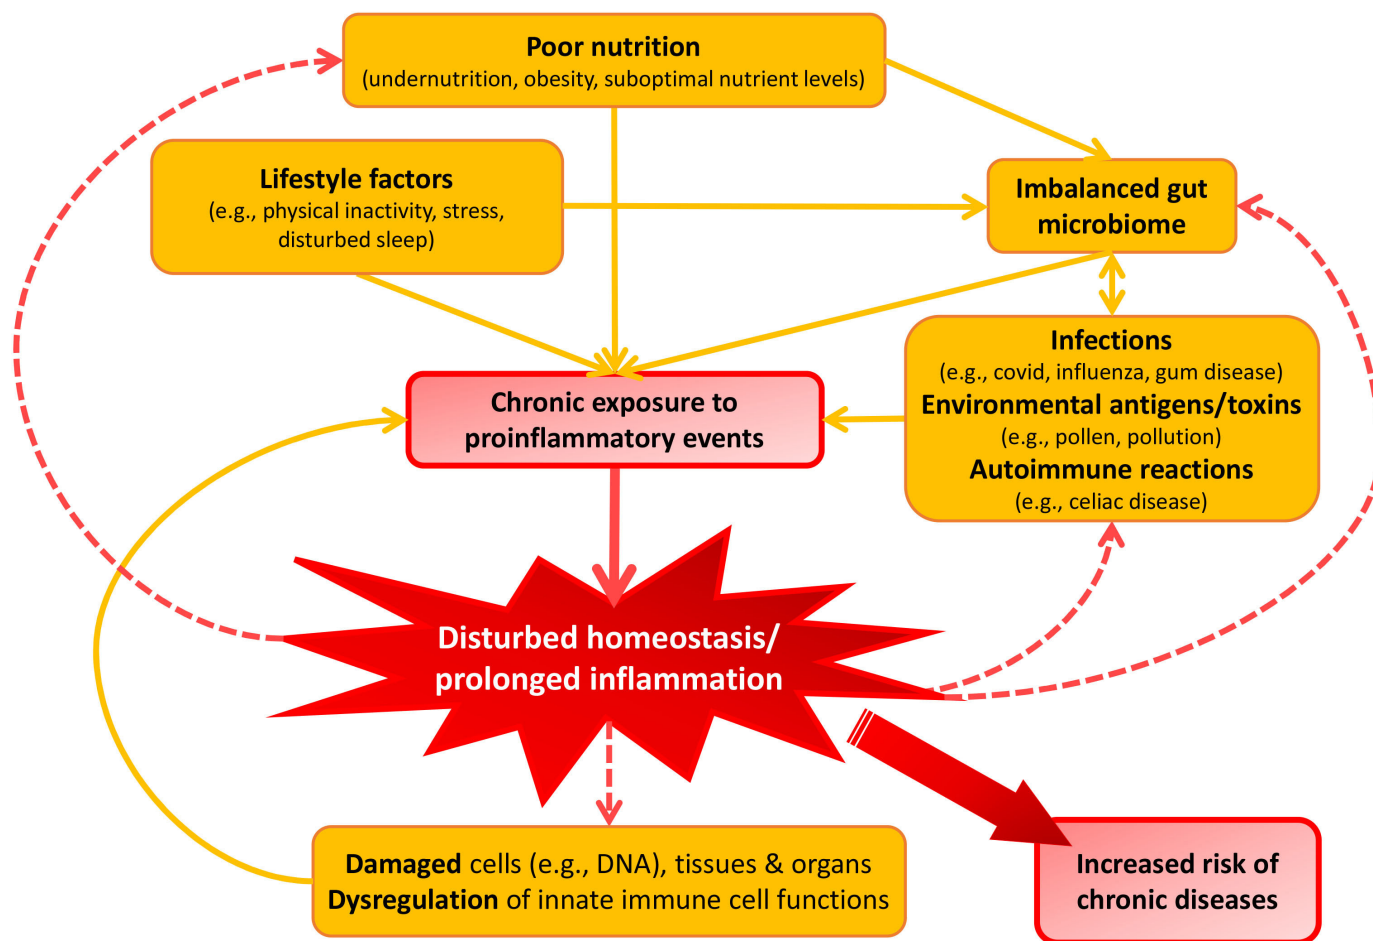 Poor nutrition
(undernutrition, obesity, suboptimal nutrient levels)
Lifestyle factors
(e.g., physical inactivity, stress,
disturbed sleep)
Imbalanced gut
microbiome
Infections
(e.g., covid, influenza, gum disease)
Environmental antigens/toxins
(e.g., pollen, pollution)
Autoimmune reactions
(e.g., celiac disease)
Chronic exposure to
proinflammatory events
Disturbed homeostasis/
prolonged inflammation
Damaged cells (e.g., DNA), tissues & organs
Dysregulation of innate immune cell functions
Increased risk of
chronic diseases